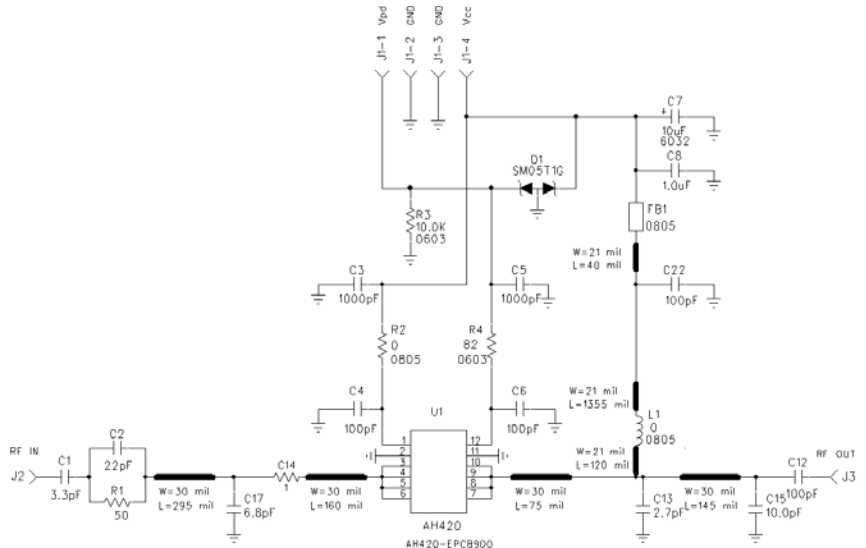 J1-1 Vpd
J1-2 GND
J1-3 GND
J1-4 Vcc
C7
+
10uF
6032
C8
1.0uF
D1
SM05T1G
R3
10.0K
0603
FB1
0805
W=21 mil
L=40 mil
C3
1000pF
C5
1000pF
C22
100pF
R2
0
0805
R4
82
0603
C4
100pF
U1
C6
100pF
W=21 mil
L=1355 mil
L1
0
0805
1
2
3
4
5
6
12
11
10
9
8
7
W=21 mil
L=120 mil
RF IN
J2
C1
3.3pF
C2
22pF
R1
50
W=30 mil
L=295 mil
C17
6.8pF
C14
1
W=30 mil
L=160 mil
AH420
AH420-EPCB900
W=30 mil
L=75 mil
C13
2.7pF
W=30 mil
L=145 mil
C15
10.0pF
C12
100pF
RF OUT
J3